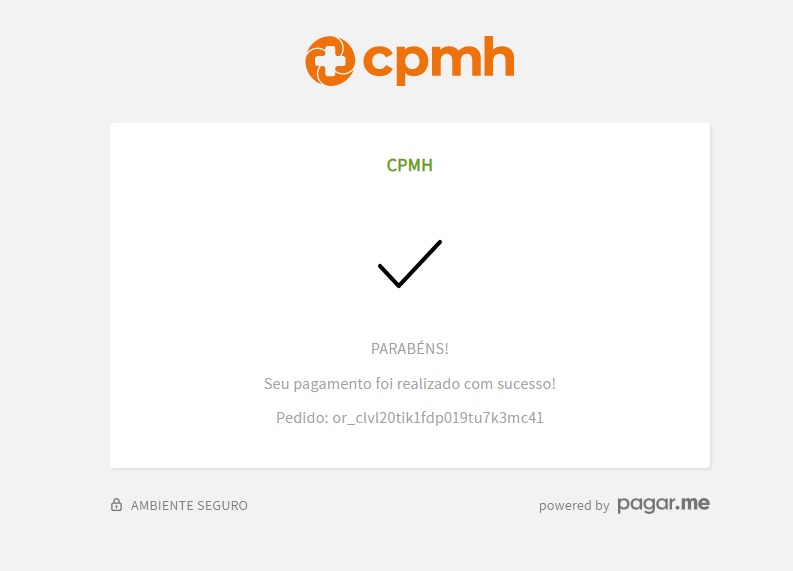 cpmh
CPMH
PARABÉNS!
Seu pagamento foi realizado com sucesso!
Pedido: or_clvl20tik1fdp019tu7k3mc41
AMBIENTE SEGURO
powered by pagar.me